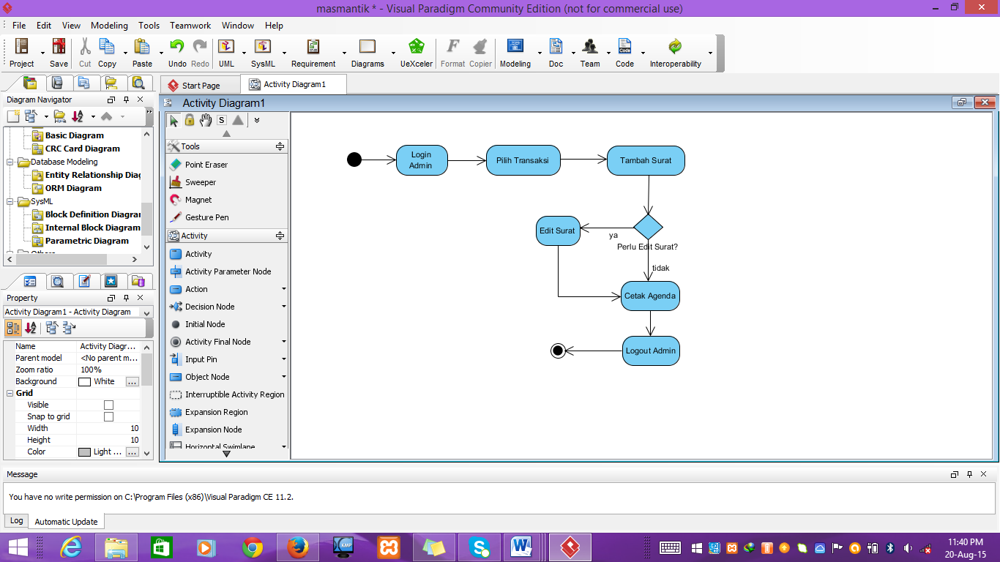 masmantik * - Visual Paradigm Community Edition (not for commercial use)
File Edit View Modeling Tools Teamwork Window Help
Project Save Cut Copy Paste Undo Redo UML SysML Requirement Diagrams UeXceler Format Copier Modeling Doc Team Code Interoperability
Start Page
Activity Diagram1
Diagram Navigator
Basic Diagram
CRC Card Diagram
Database Modeling
Entity Relationship Diag
ORM Diagram
SysML
Block Definition Diagram
Internal Block Diagram
Parametric Diagram
Property
Activity Diagram1 - Activity Diagram
Name Activity Diagr...
Parent model <No parent m...
Zoom ratio 100%
Background White ...
Grid
Visible
Snap to grid
Width 10
Height 10
Color Light ... ...
Activity Diagram1
S
Tools
Point Eraser
Sweeper
Magnet
Gesture Pen
Activity
Activity
Activity Parameter Node
Action
Decision Node
Initial Node
Activity Final Node
Input Pin
Object Node
Interruptible Activity Region
Expansion Region
Expansion Node
Horizontal Swimlane
Login
Admin
Pilih Transaksi
Tambah Surat
Edit Surat
ya
Perlu Edit Surat?
tidak
Cetak Agenda
Logout Admin
Message
You have no write permission on C:\Program Files (x86)\Visual Paradigm CE 11.2.
Log
Automatic Update
KMP
11:40 PM
20-Aug-15